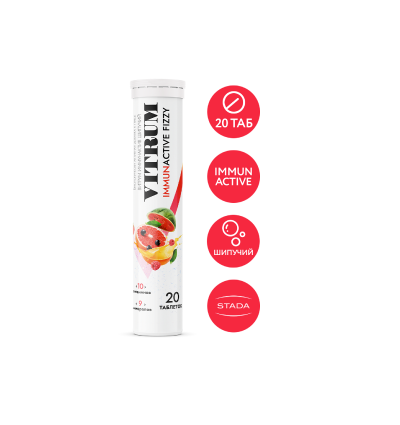 VITRUM
IMMUNACTIVE FIZZY
10
9
20
ТАБЛЕТОК
20 ТАБ
IMMUN
ACTIVE
ШИПУЧИЙ
STADA